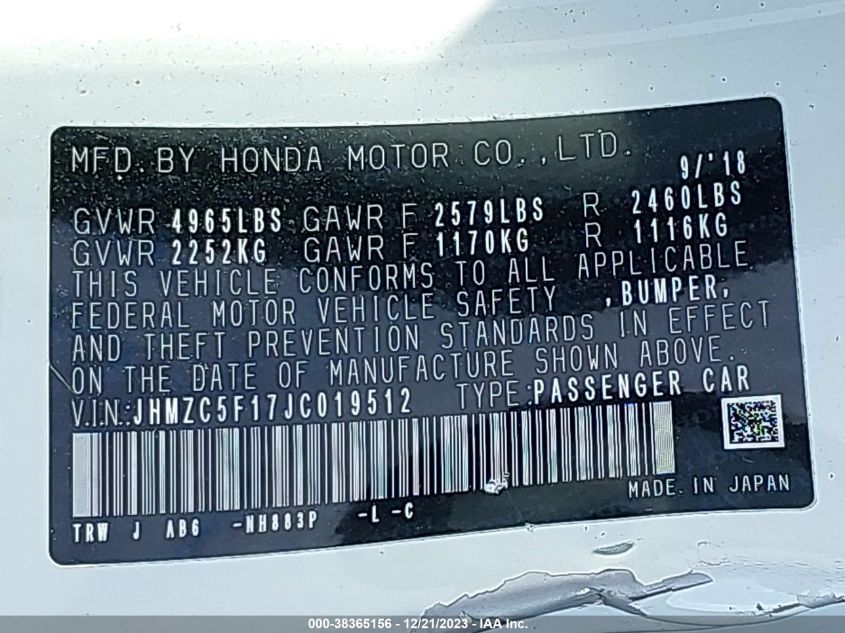 MFD. BY HONDA MOTOR CO., LTD. 9/'18
GVWR 4965LBS GAWR F 2579LBS R 2460LBS
GVWR 2252KG GAWR F 1170KG R 1116KG
THIS VEHICLE CONFORMS TO ALL APPLICABLE
FEDERAL MOTOR VEHICLE SAFETY ,BUMPER,
AND THEFT PREVENTION STANDARDS IN EFFECT
ON THE DATE OF MANUFACTURE SHOWN ABOVE.
V.I.N.:JHMZC5F17JC019512 TYPE:PASSENGER CAR
MADE IN JAPAN
TRW J AB6 -NH883P -L -C
000-38365156 - 12/21/2023 - IAA Inc.